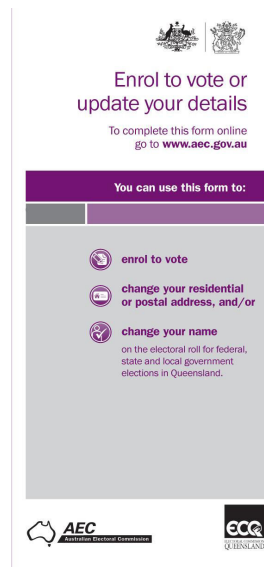 Enrol to vote or
update your details
To complete this form online
go to www.aec.gov.au
You can use this form to:
enrol to vote
change your residential
or postal address, and/or
change your name
on the electoral roll for federal,
state and local government
elections in Queensland.
AEC
Australian Electoral Commission
ECQ
ELECTORAL COMMISSION
QUEENSLAND